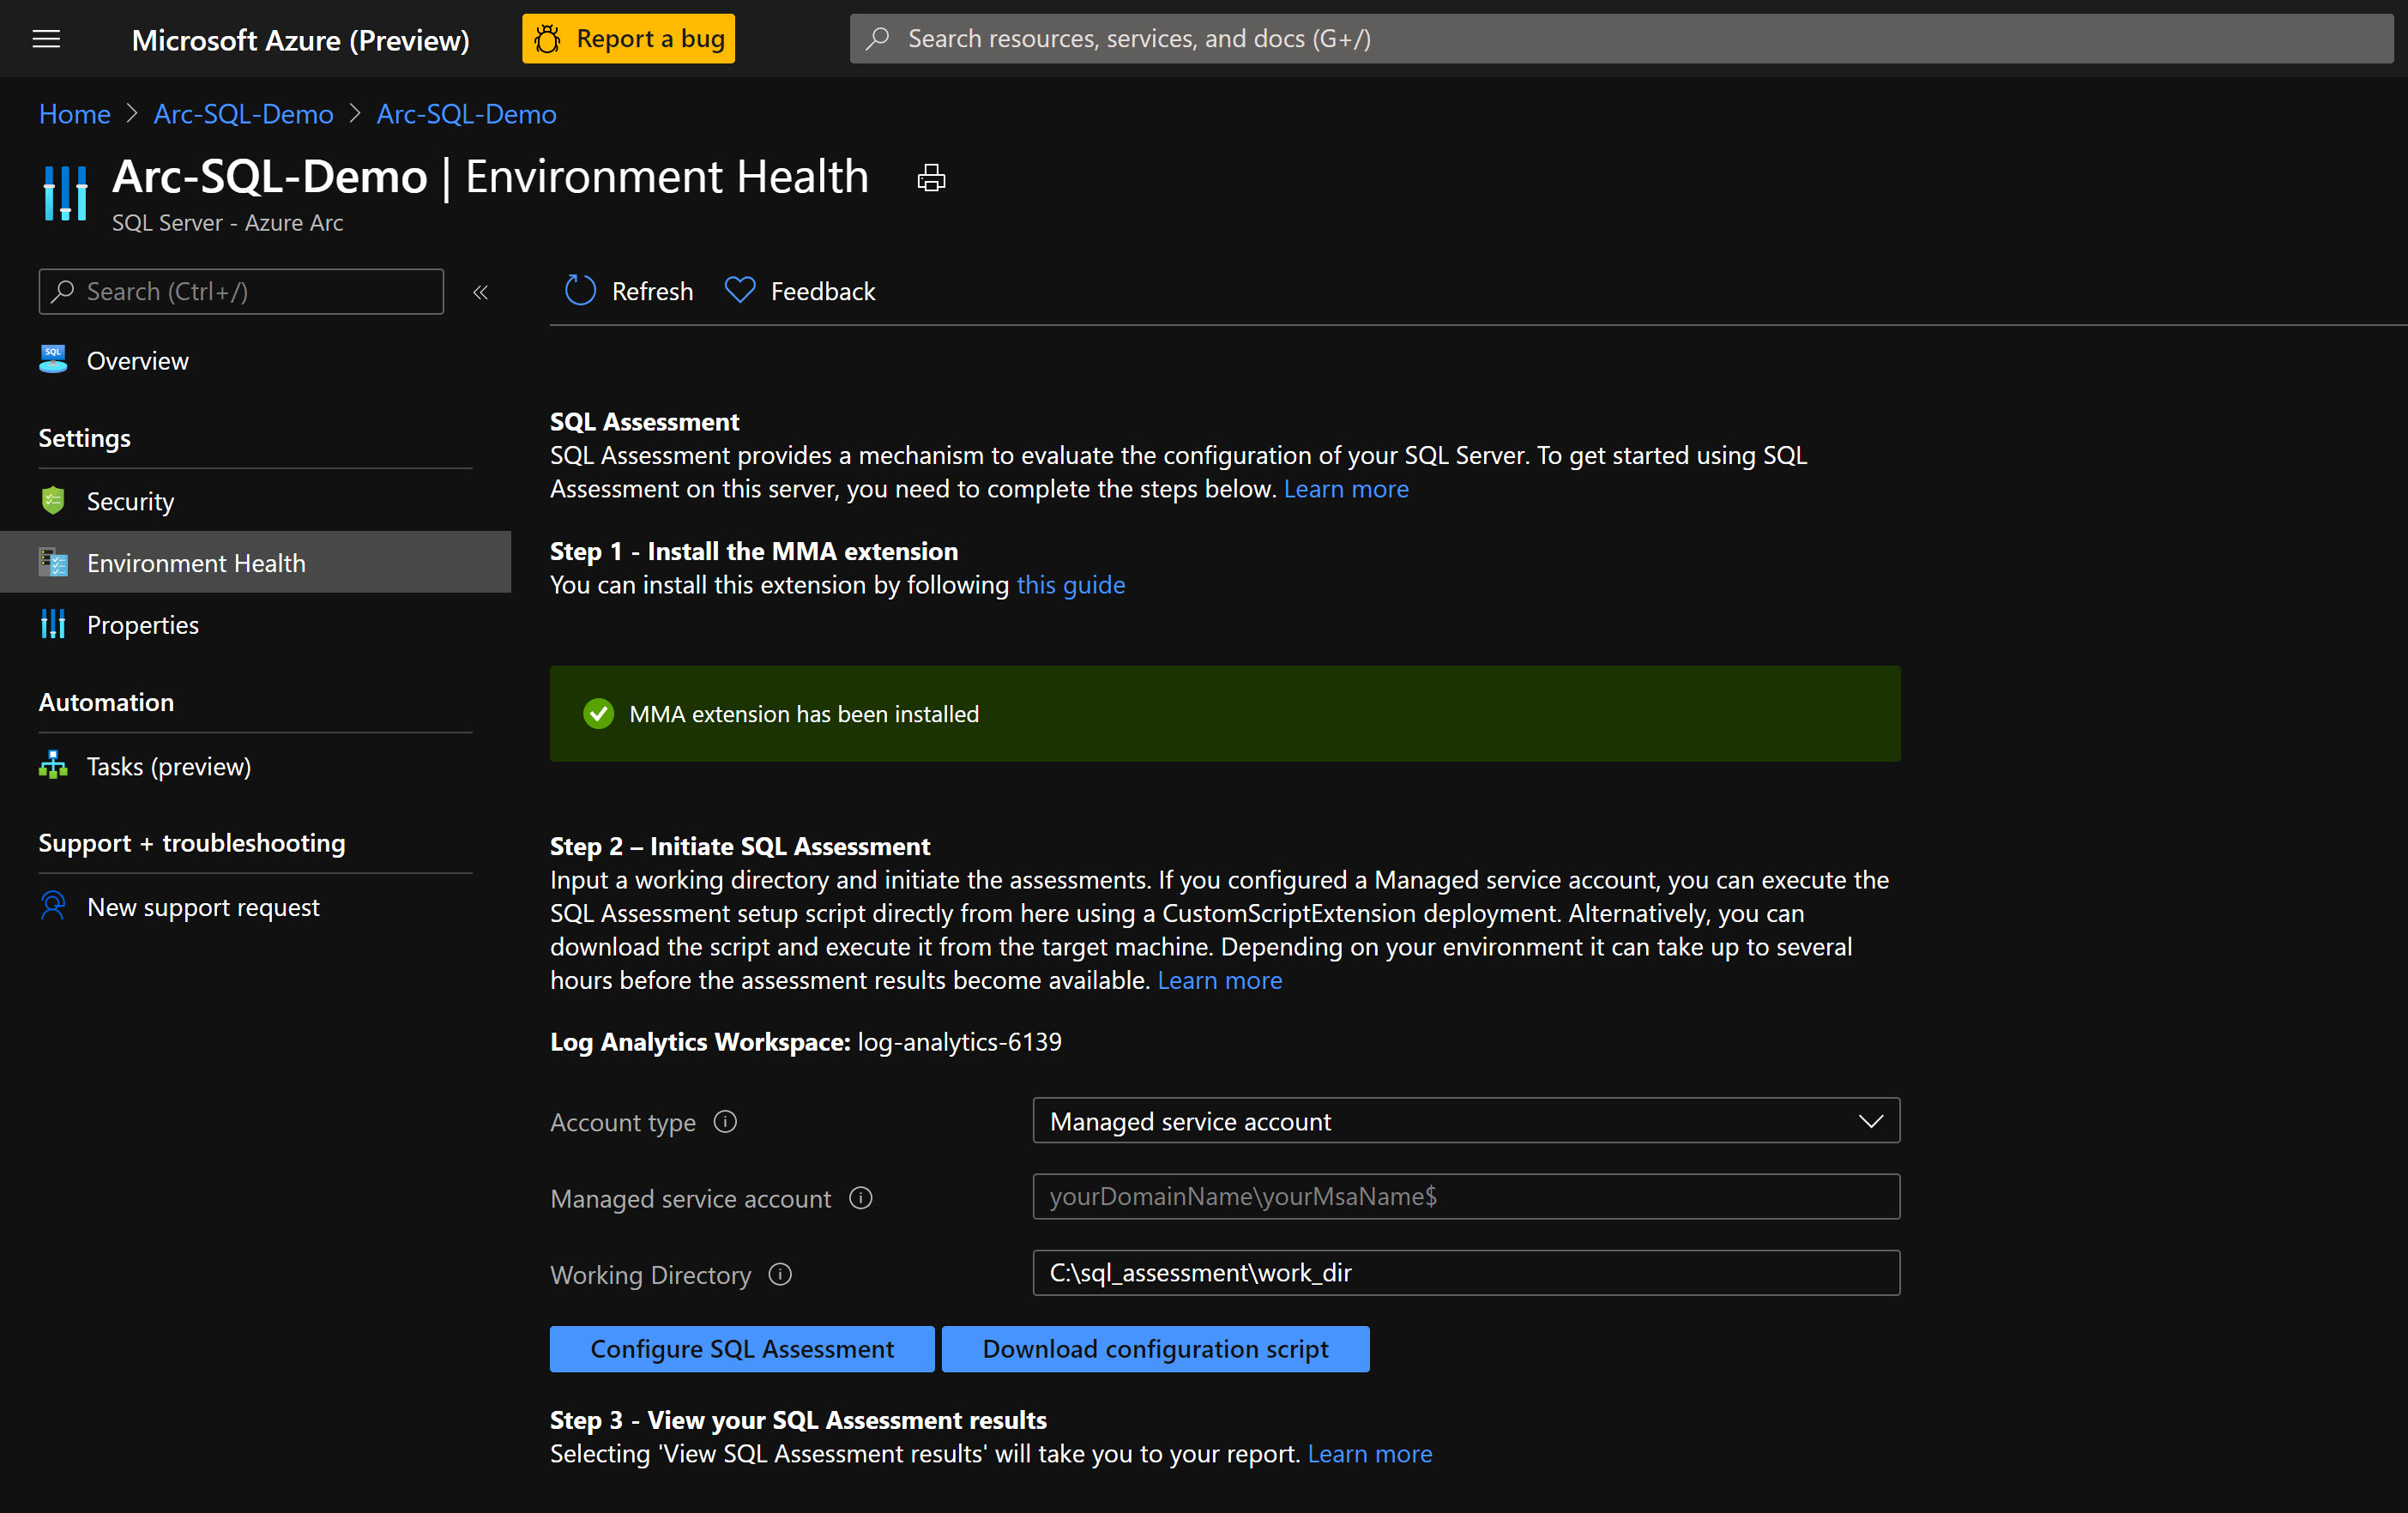 Microsoft Azure (Preview)
Report a bug
Search resources, services, and docs (G+/)
Home > Arc-SQL-Demo > Arc-SQL-Demo
Arc-SQL-Demo | Environment Health
SQL Server - Azure Arc
Search (Ctrl+/)
«
Refresh
Feedback
SQL
Overview
Settings
Security
Environment Health
Properties
Automation
Tasks (preview)
Support + troubleshooting
New support request
SQL Assessment
SQL Assessment provides a mechanism to evaluate the configuration of your SQL Server. To get started using SQL
Assessment on this server, you need to complete the steps below. Learn more
Step 1 - Install the MMA extension
You can install this extension by following this guide
MMA extension has been installed
Step 2 – Initiate SQL Assessment
Input a working directory and initiate the assessments. If you configured a Managed service account, you can execute the
SQL Assessment setup script directly from here using a CustomScriptExtension deployment. Alternatively, you can
download the script and execute it from the target machine. Depending on your environment it can take up to several
hours before the assessment results become available. Learn more
Log Analytics Workspace: log-analytics-6139
Account type
Managed service account
Managed service account
yourDomainName\yourMsaName$
Working Directory
C:\sql_assessment\work_dir
Configure SQL Assessment
Download configuration script
Step 3 - View your SQL Assessment results
Selecting 'View SQL Assessment results' will take you to your report. Learn more